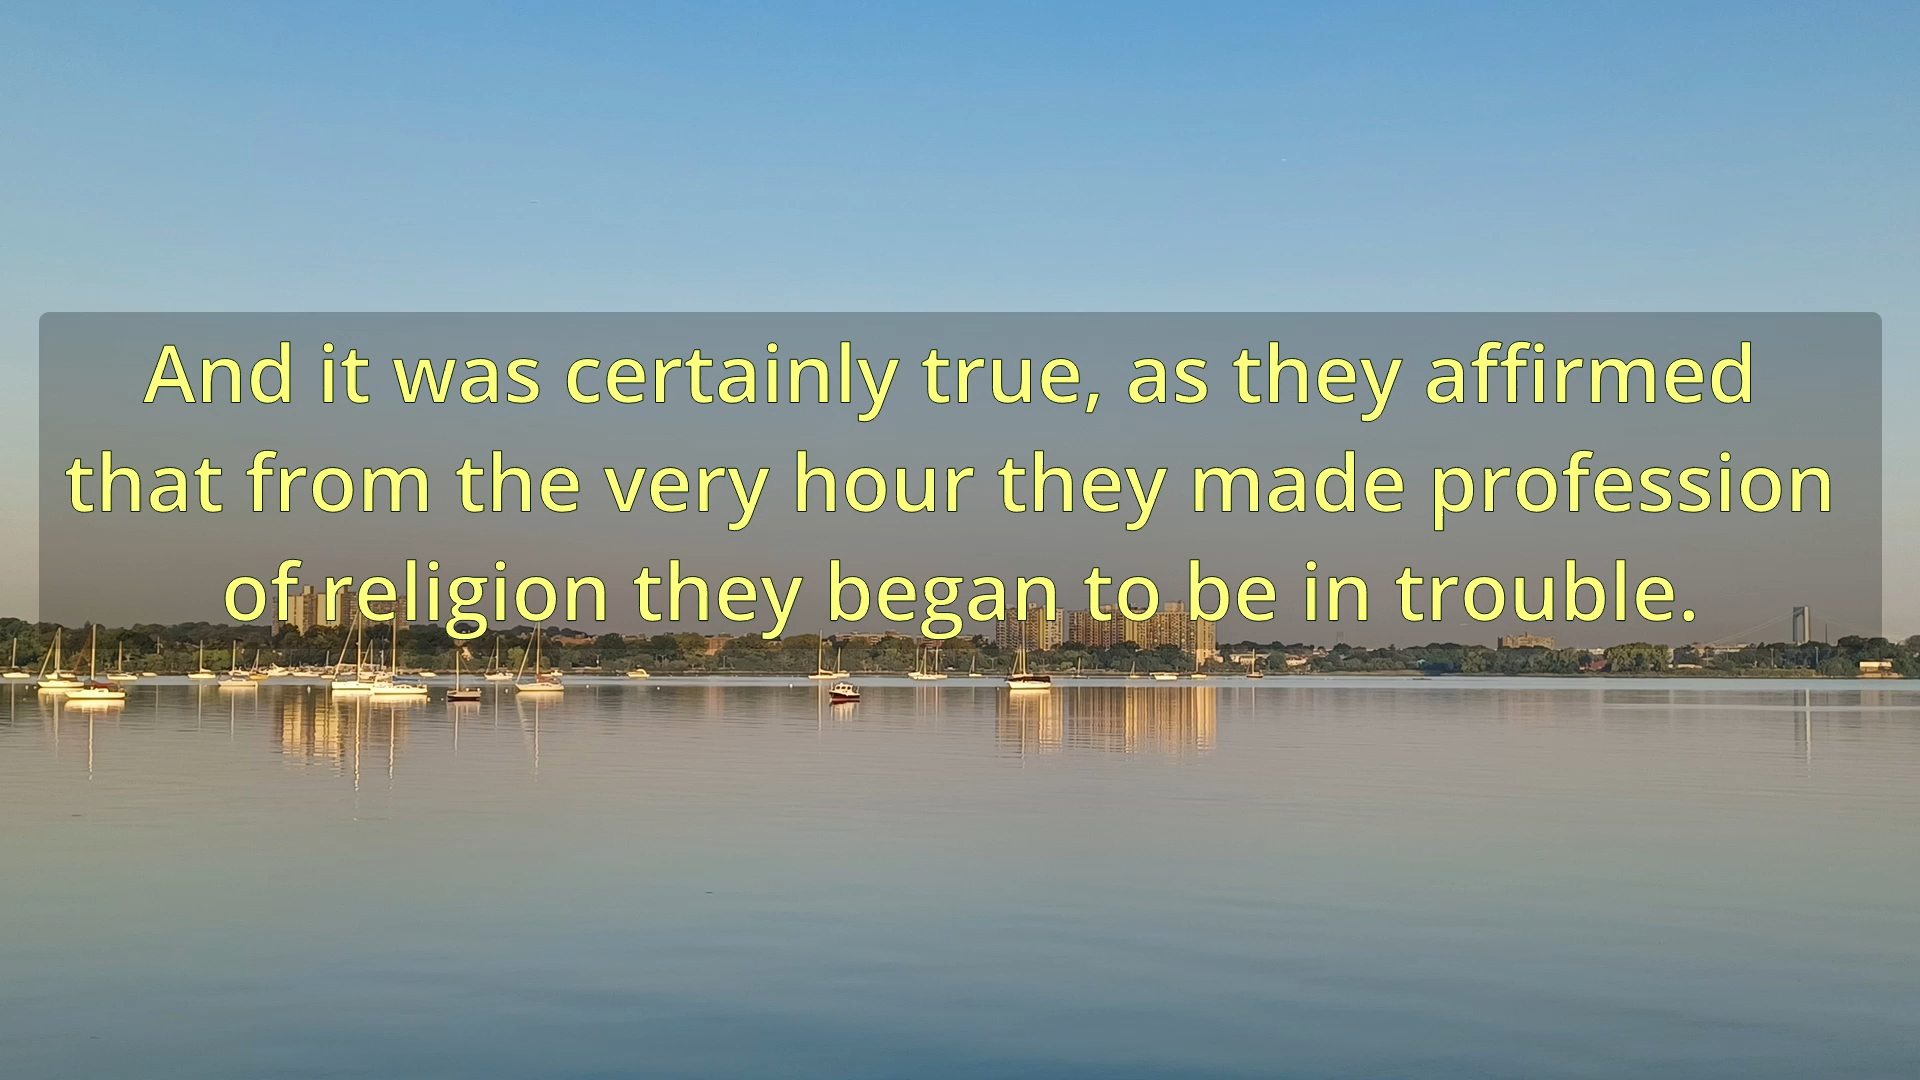 And it was certainly true, as they affirmed
that from the very hour they made profession
of religion they began to be in trouble.